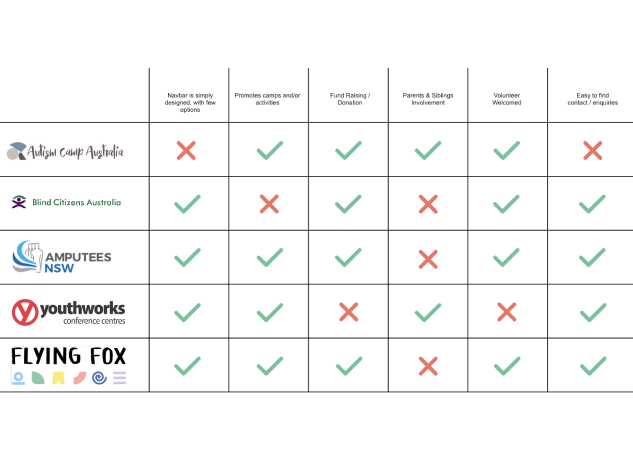 Navbar is simply
designed, with few
options
Promotes camps and/or
activities
Fund Raising /
Donation
Parents & Siblings
Involvement
Volunteer
Welcomed
Easy to find
contact / enquiries
Autism Camp Australia
Blind Citizens Australia
AMPUTEES
NSW
youthworks
conference centres
FLYING FOX